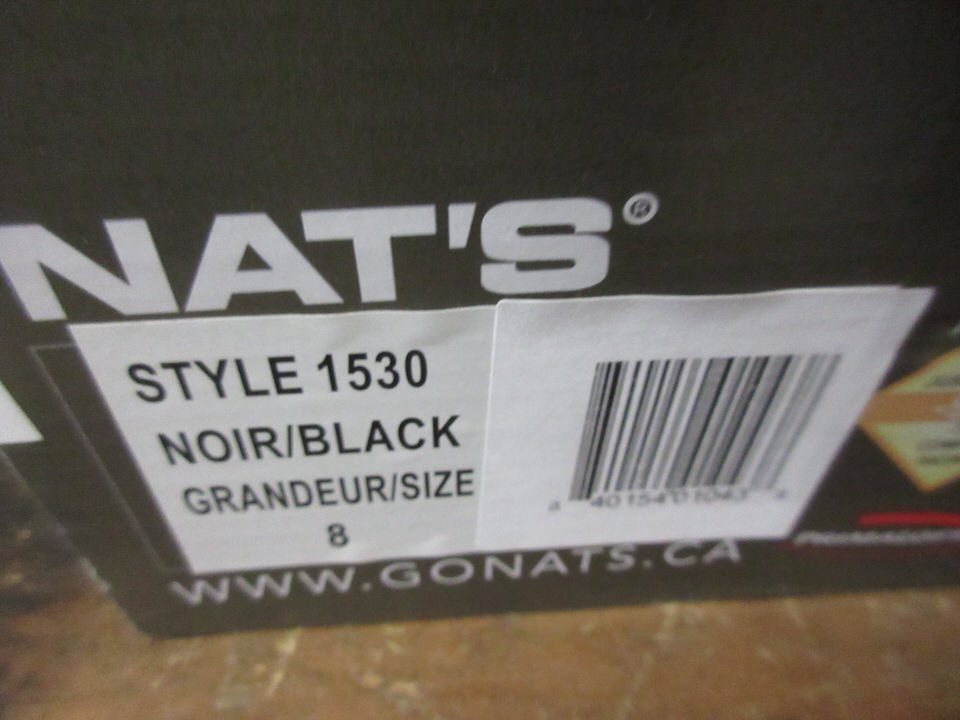 NAT'S®
STYLE 1530
NOIR/BLACK
GRANDEUR/SIZE
8
WWW.GONATS.CA